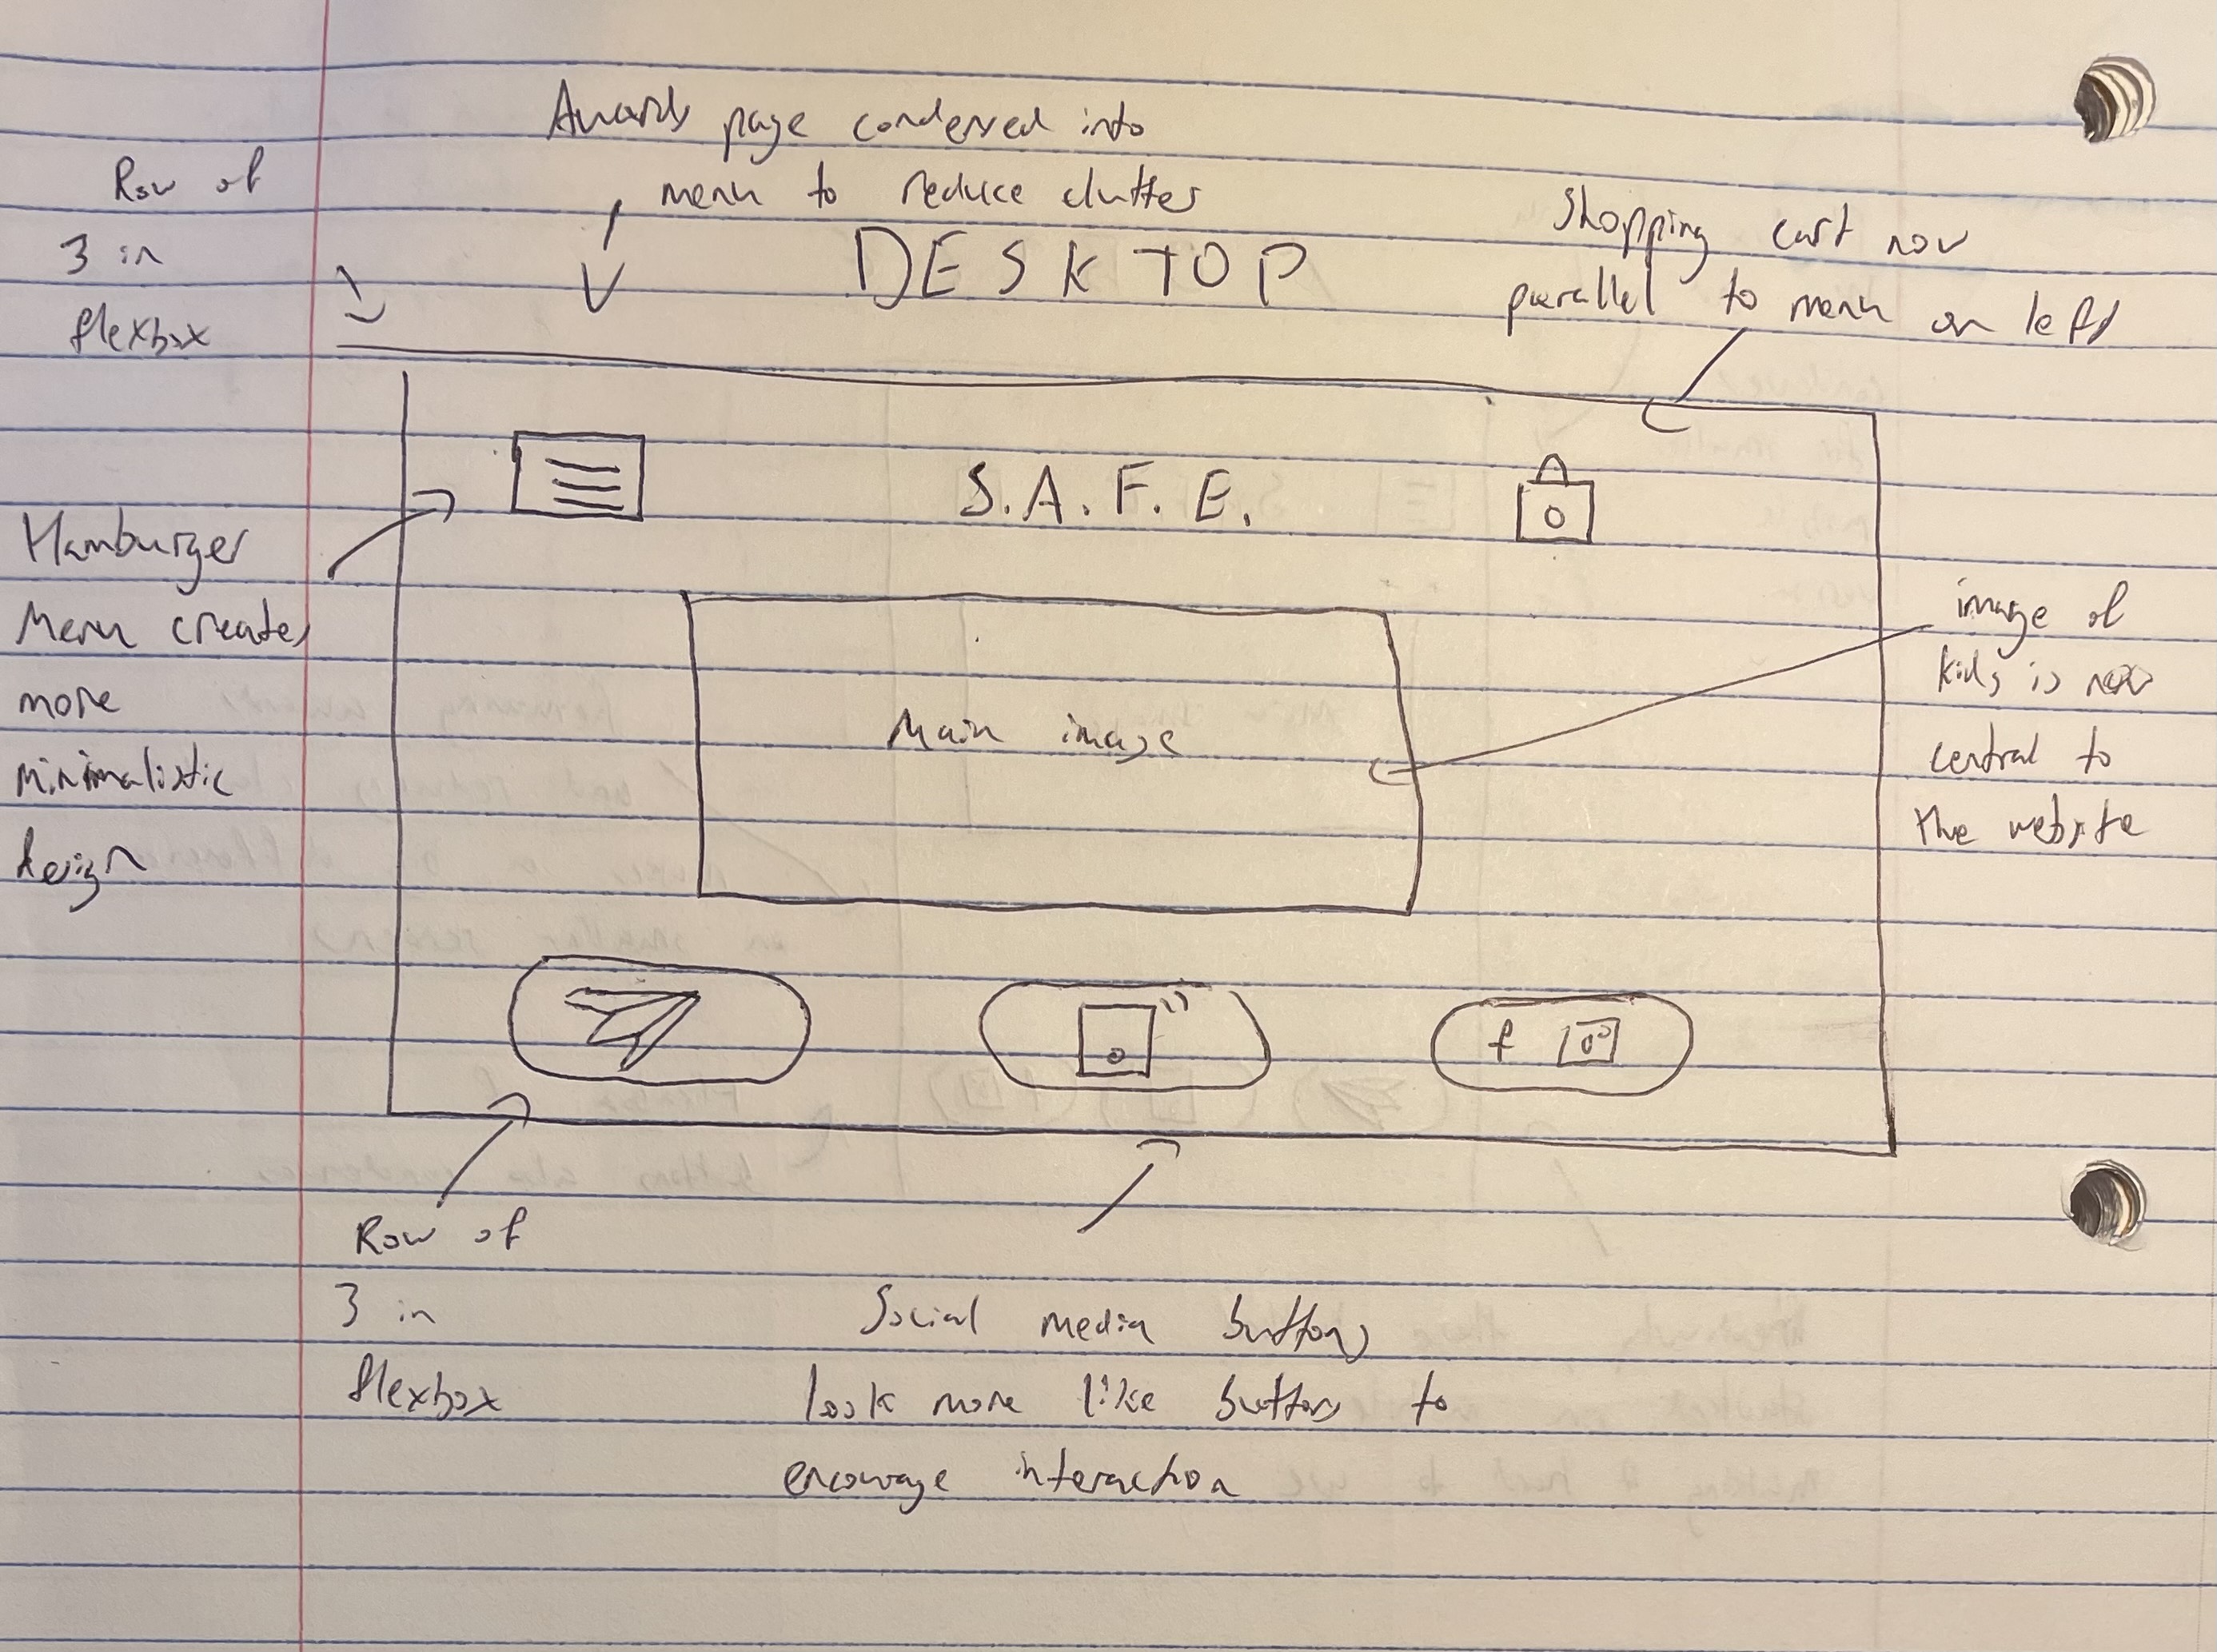 Awards page condensed into
menu to reduce clutter
Row of
3 in
flexbox
DESKTOP
Shopping cart now
parallel to menu on left
S.A.F.E.
Hamburger
Menu creates
more
minimalistic
design
Main image
image of
kids is now
central to
the website
f
Row of
3 in
flexbox
Social media buttons
look more like buttons to
encourage interaction